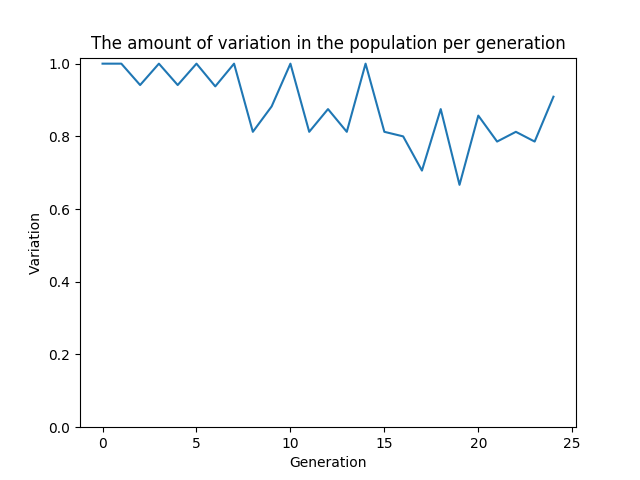 The amount of variation in the population per generation
1.0
0.8
0.6
0.4
0.2
0.0
Variation
0 5 10 15 20 25
Generation